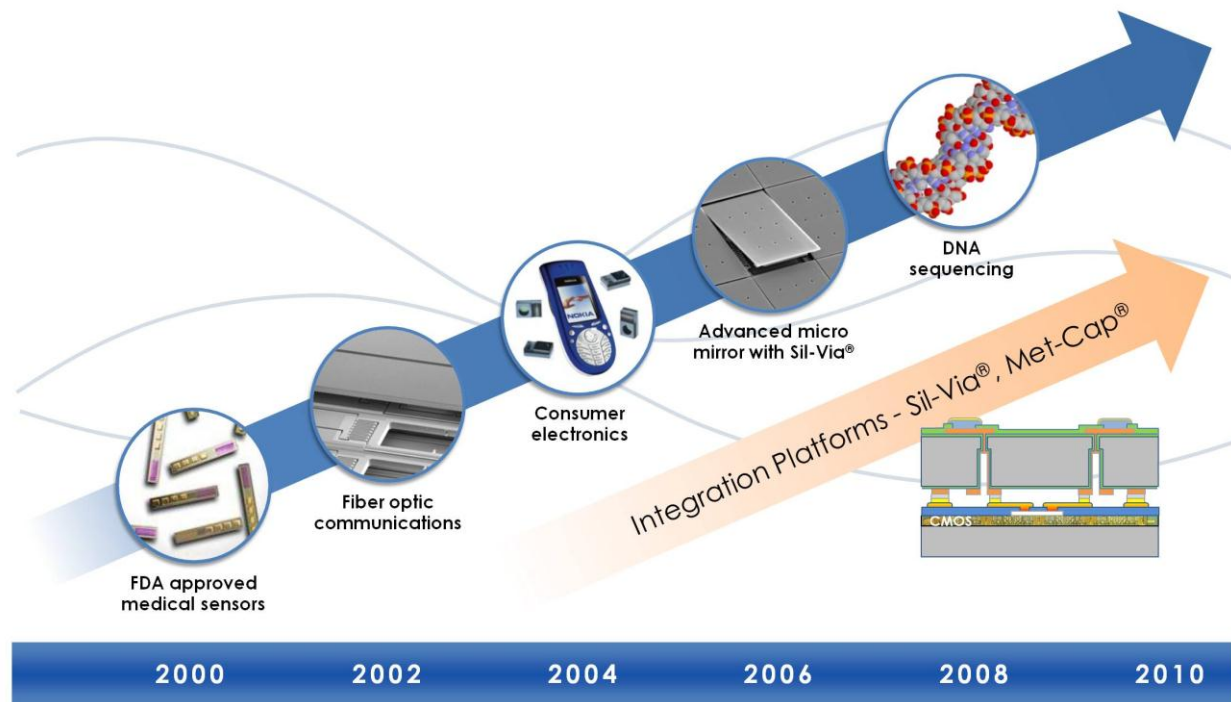 FDA approved
medical sensors
Fiber optic
communications
NOKIA
Consumer
electronics
Advanced micro
mirror with Sil-Via®
DNA
sequencing
Integration Platforms - Sil-Via®, Met-Cap®
CMOS
2000 2002 2004 2006 2008 2010